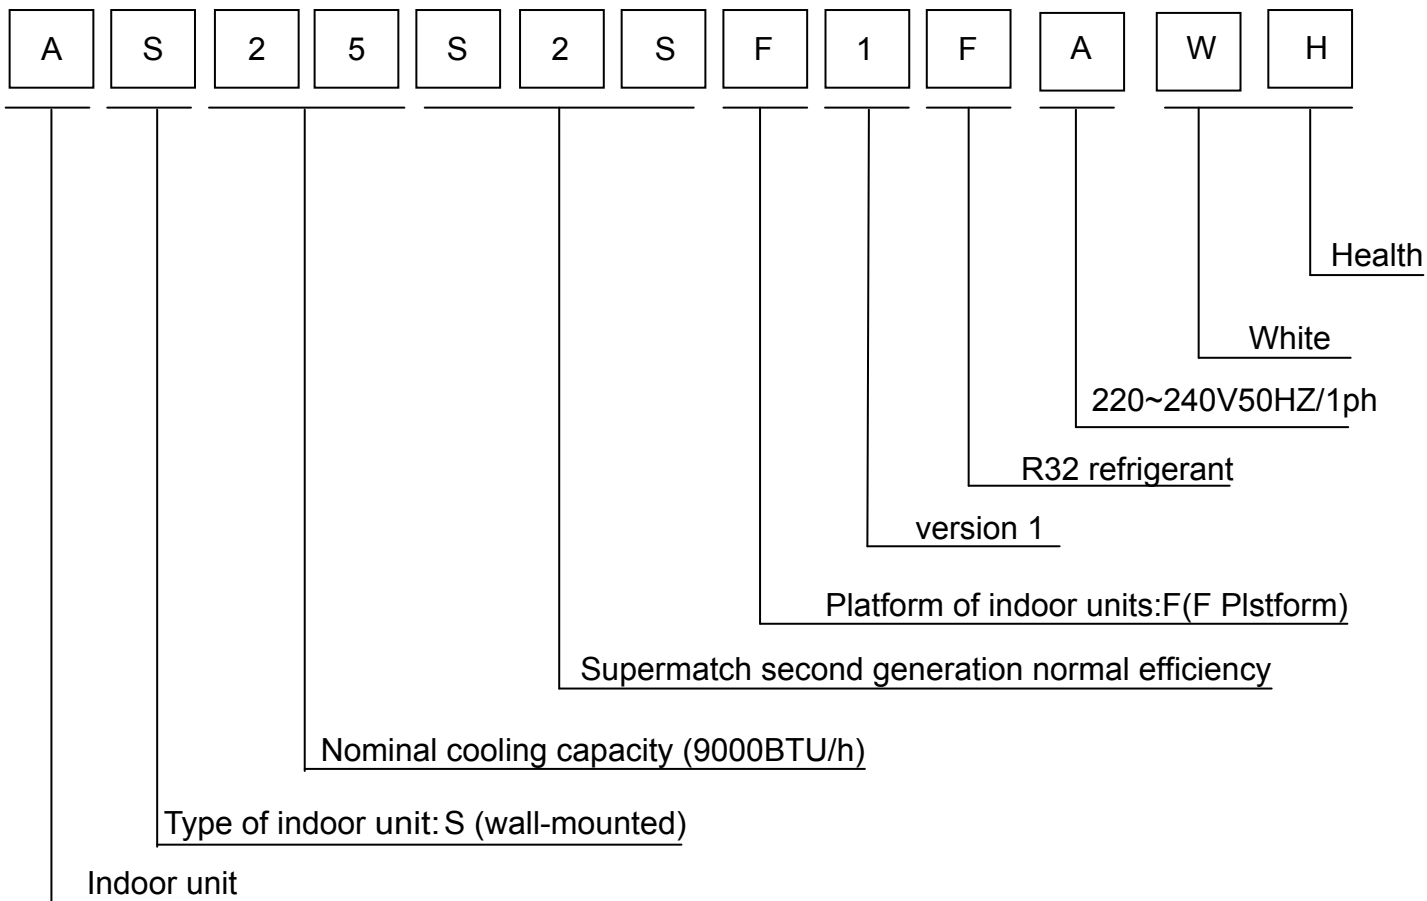 A S 2 5 S 2 S F 1 F A W H
Health
White
220~240V50HZ/1ph
R32 refrigerant
version 1
Platform of indoor units:F(F Plstform)
Supermatch second generation normal efficiency
Nominal cooling capacity (9000BTU/h)
Type of indoor unit: S (wall-mounted)
Indoor unit